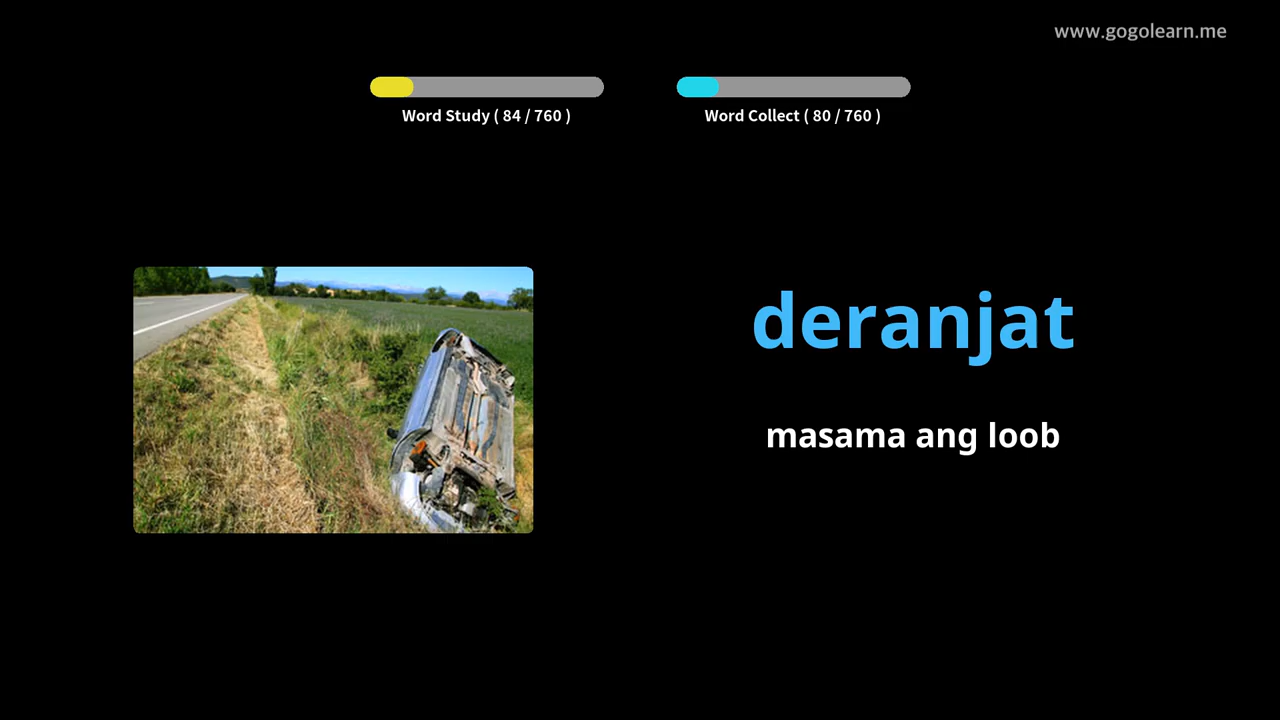 www.gogolearn.me
Word Study ( 84 / 760 )
Word Collect ( 80 / 760 )
deranjat
masama ang loob